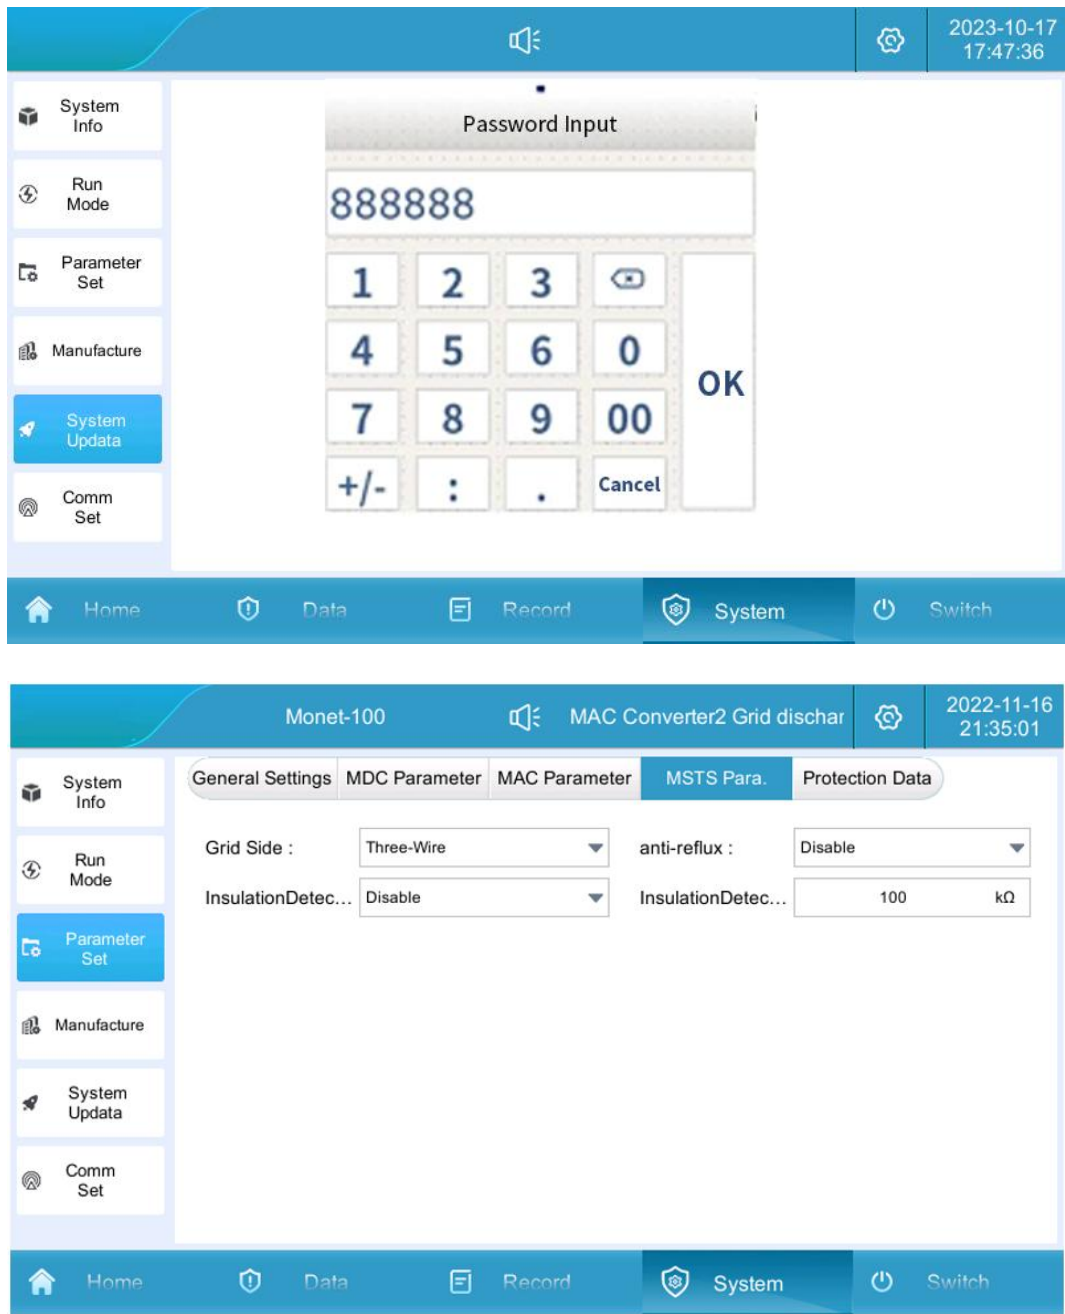 2023-10-17
17:47:36
System
Info
Run
Mode
Parameter
Set
Manufacture
System
Updata
Comm
Set
Password Input
888888
1 2 3
4 5 6 0
7 8 9 00
OK
+/- : . Cancel
Home Data Record System Switch
Monet-100 MAC Converter2 Grid dischar
2022-11-16
21:35:01
System
Info
Run
Mode
Parameter
Set
Manufacture
System
Updata
Comm
Set
General Settings MDC Parameter MAC Parameter MSTS Para. Protection Data
Grid Side : Three-Wire anti-reflux : Disable
InsulationDetec... Disable InsulationDetec... 100 kΩ
Home Data Record System Switch